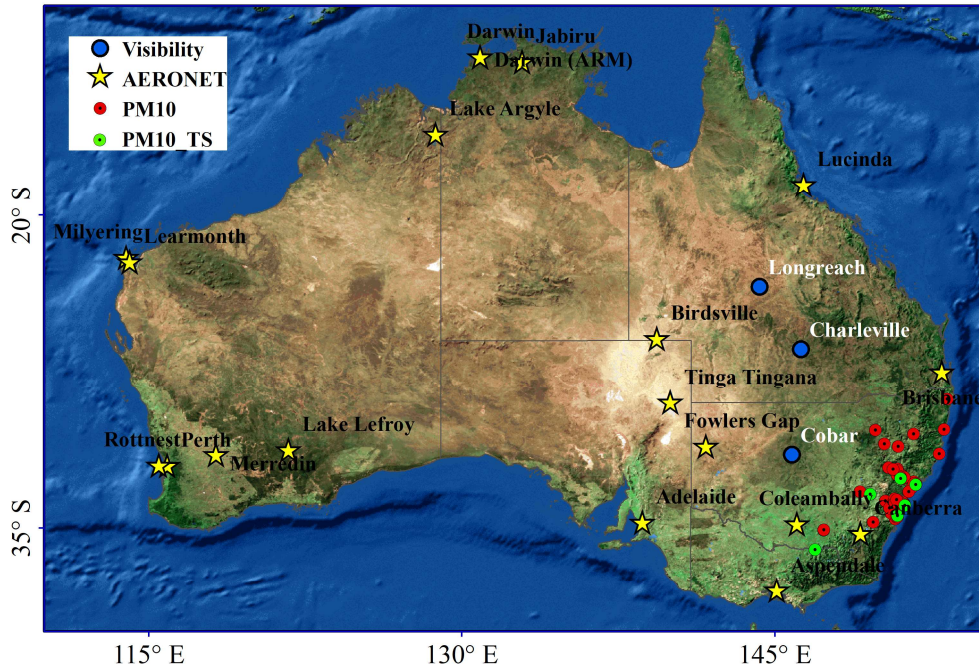 Visibility
AERONET
PM10
PM10_TS
Darwin Jabiru
Darwin (ARM)
Lake Argyle
Lucinda
20° S
Milyering Learmonth
Longreach
Birdsville
Charleville
Tinga Tingana
Brisbane
Fowlers Gap
Lake Lefroy
Cobar
Rottnest Perth
Merredin
Adelaide
Coleambally
Canberra
35° S
Aspendale
115° E
130° E
145° E